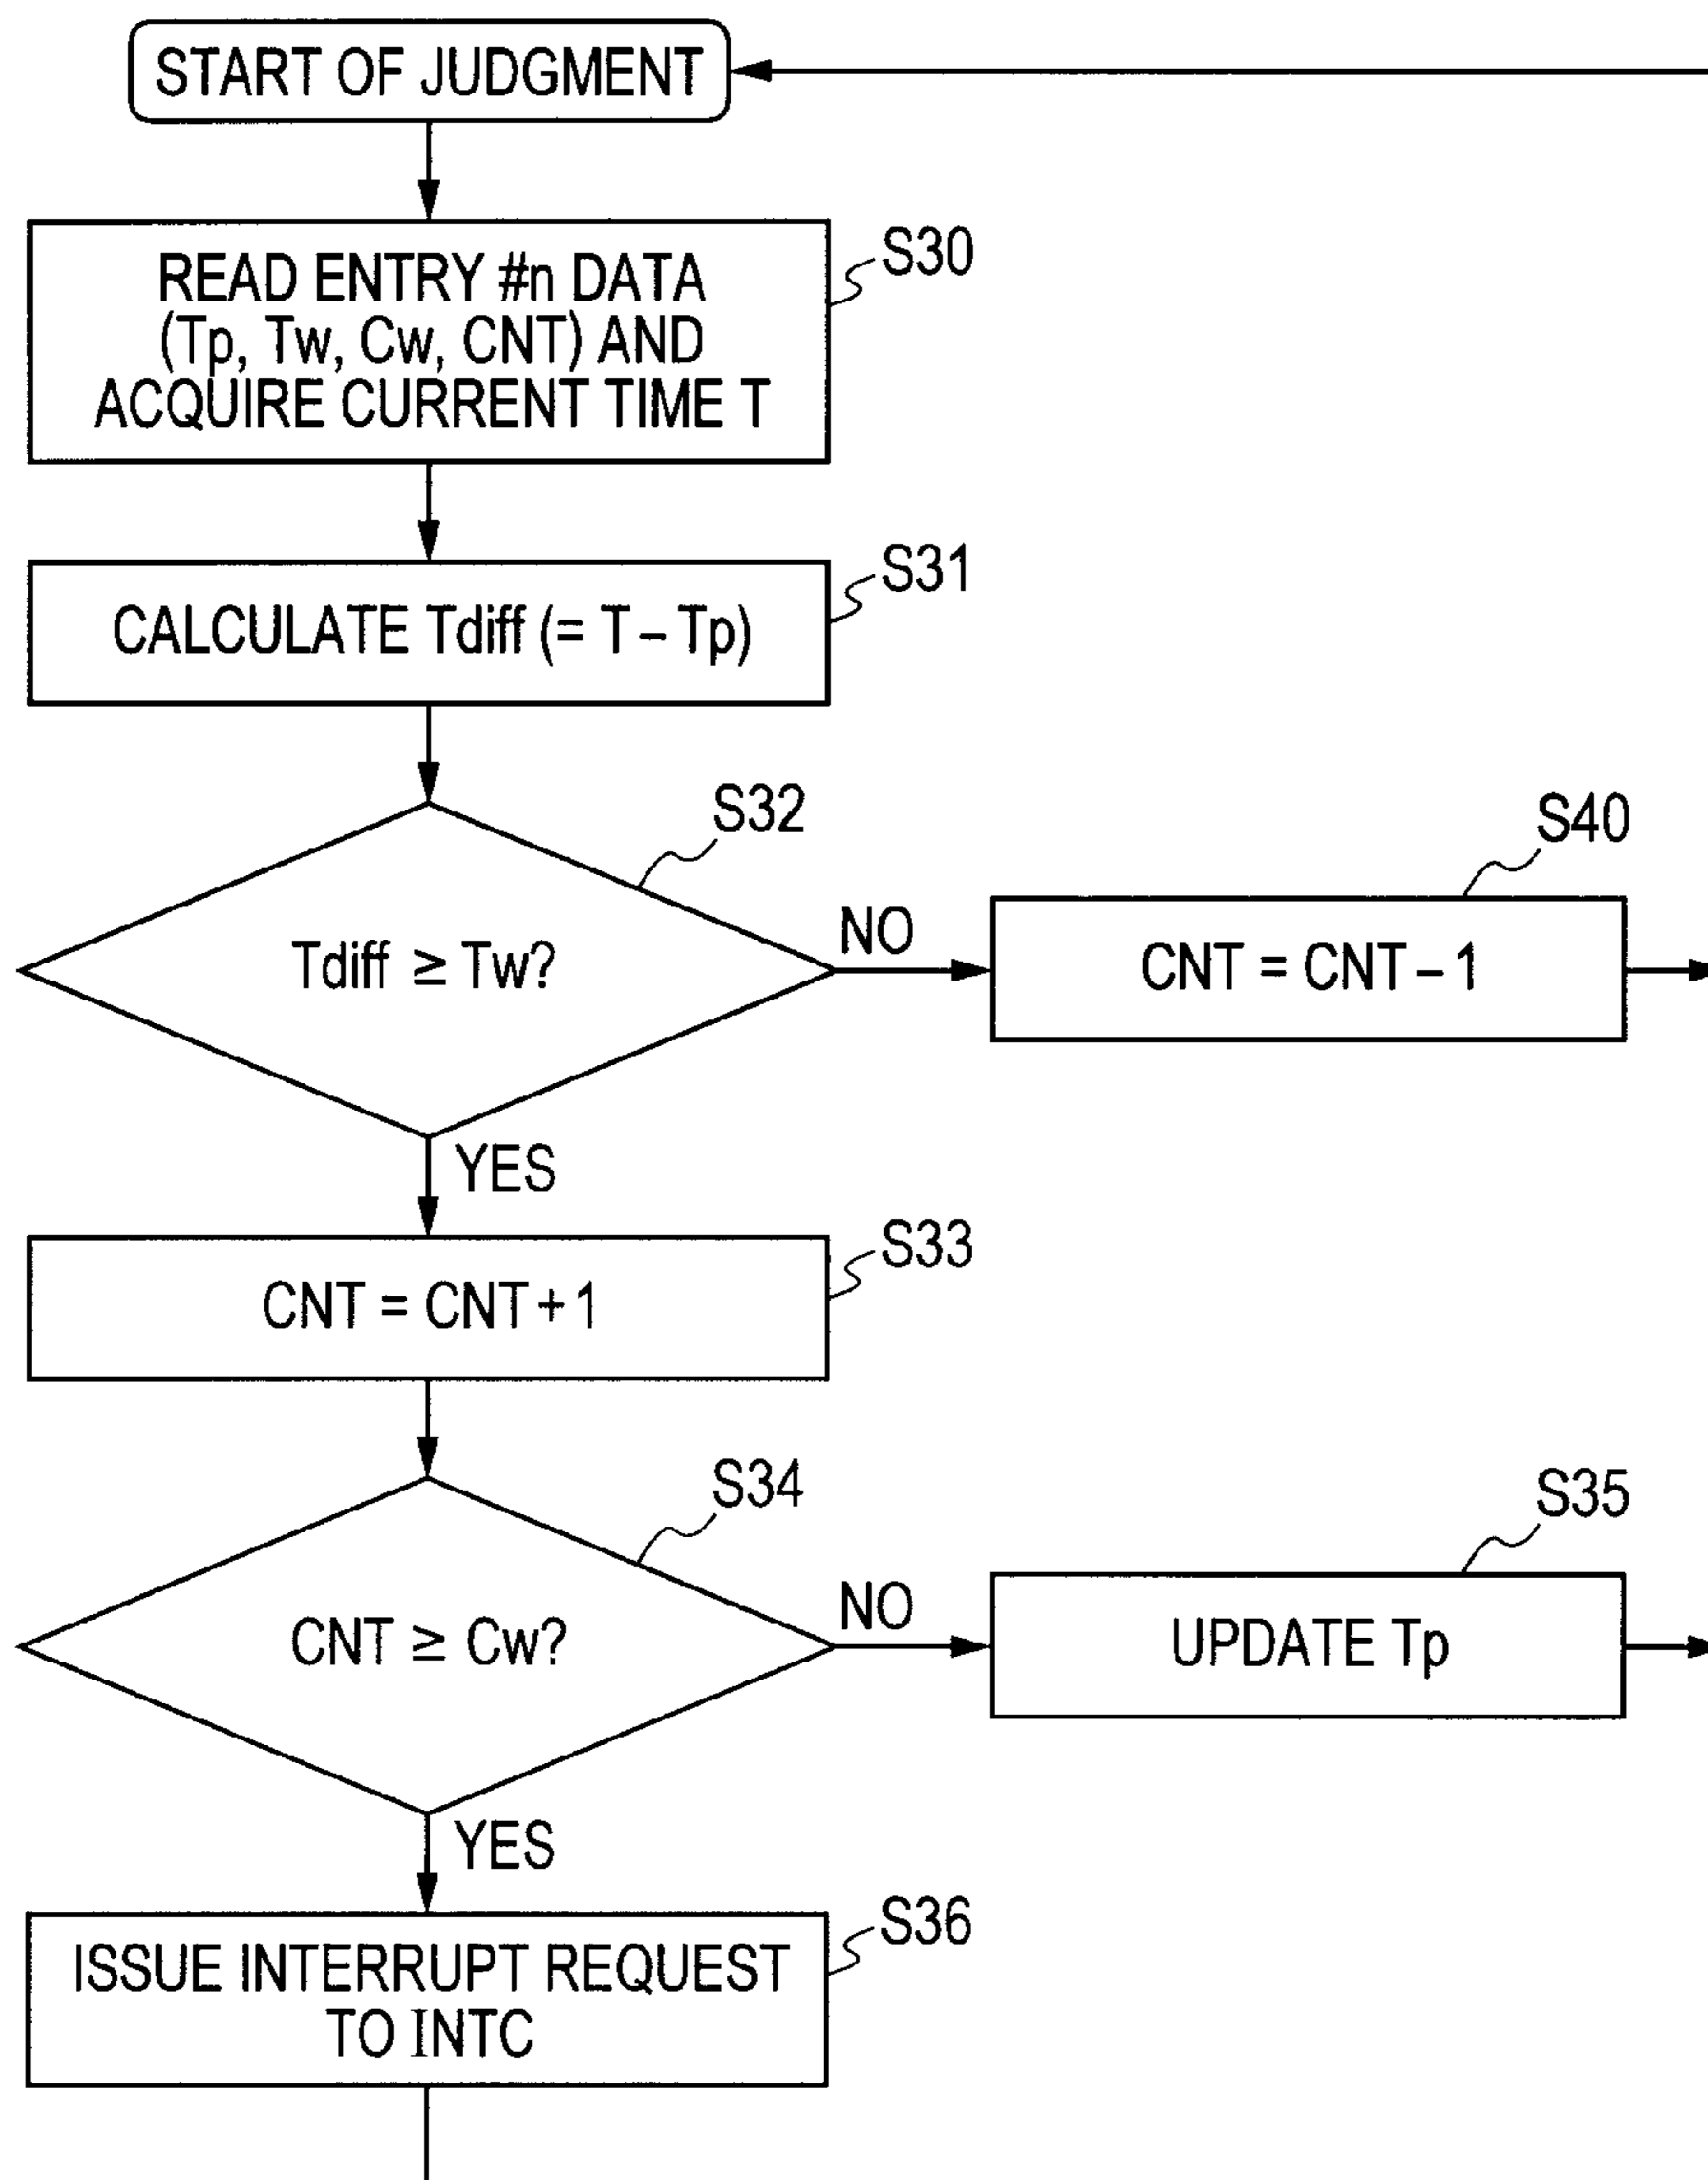 START OF JUDGMENT
S30
READ ENTRY #n DATA
(Tp, Tw, Cw, CNT) AND
ACQUIRE CURRENT TIME T
S31
CALCULATE Tdiff (= T – Tp)
S32
S40
Tdiff ≥ Tw?
NO
CNT = CNT – 1
YES
S33
CNT = CNT + 1
S34
S35
CNT ≥ Cw?
NO
UPDATE Tp
YES
S36
ISSUE INTERRUPT REQUEST
TO INTC